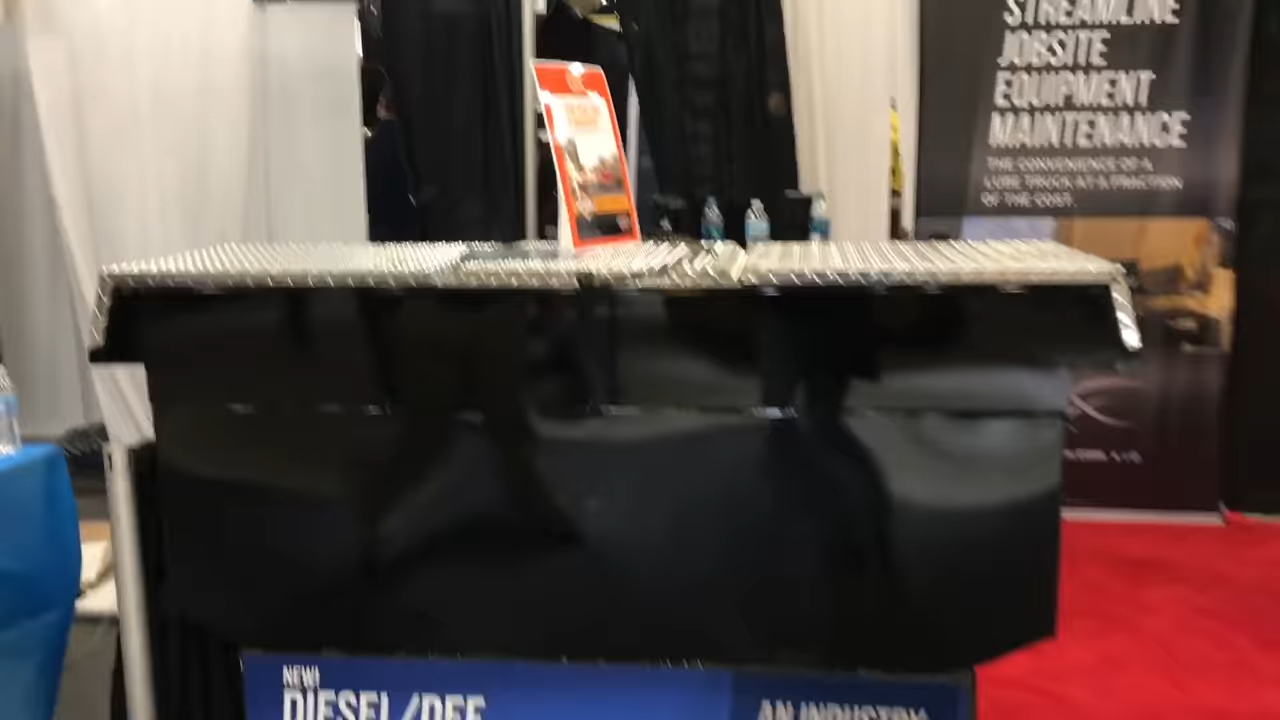 STREAMLINE
JOBSITE
EQUIPMENT
MAINTENANCE
THE CONVENIENCE OF A
LUBE TRUCK AT A FRACTION
OF THE COST.
NEW!
DIESEL/DEF
AN INDUSTRY